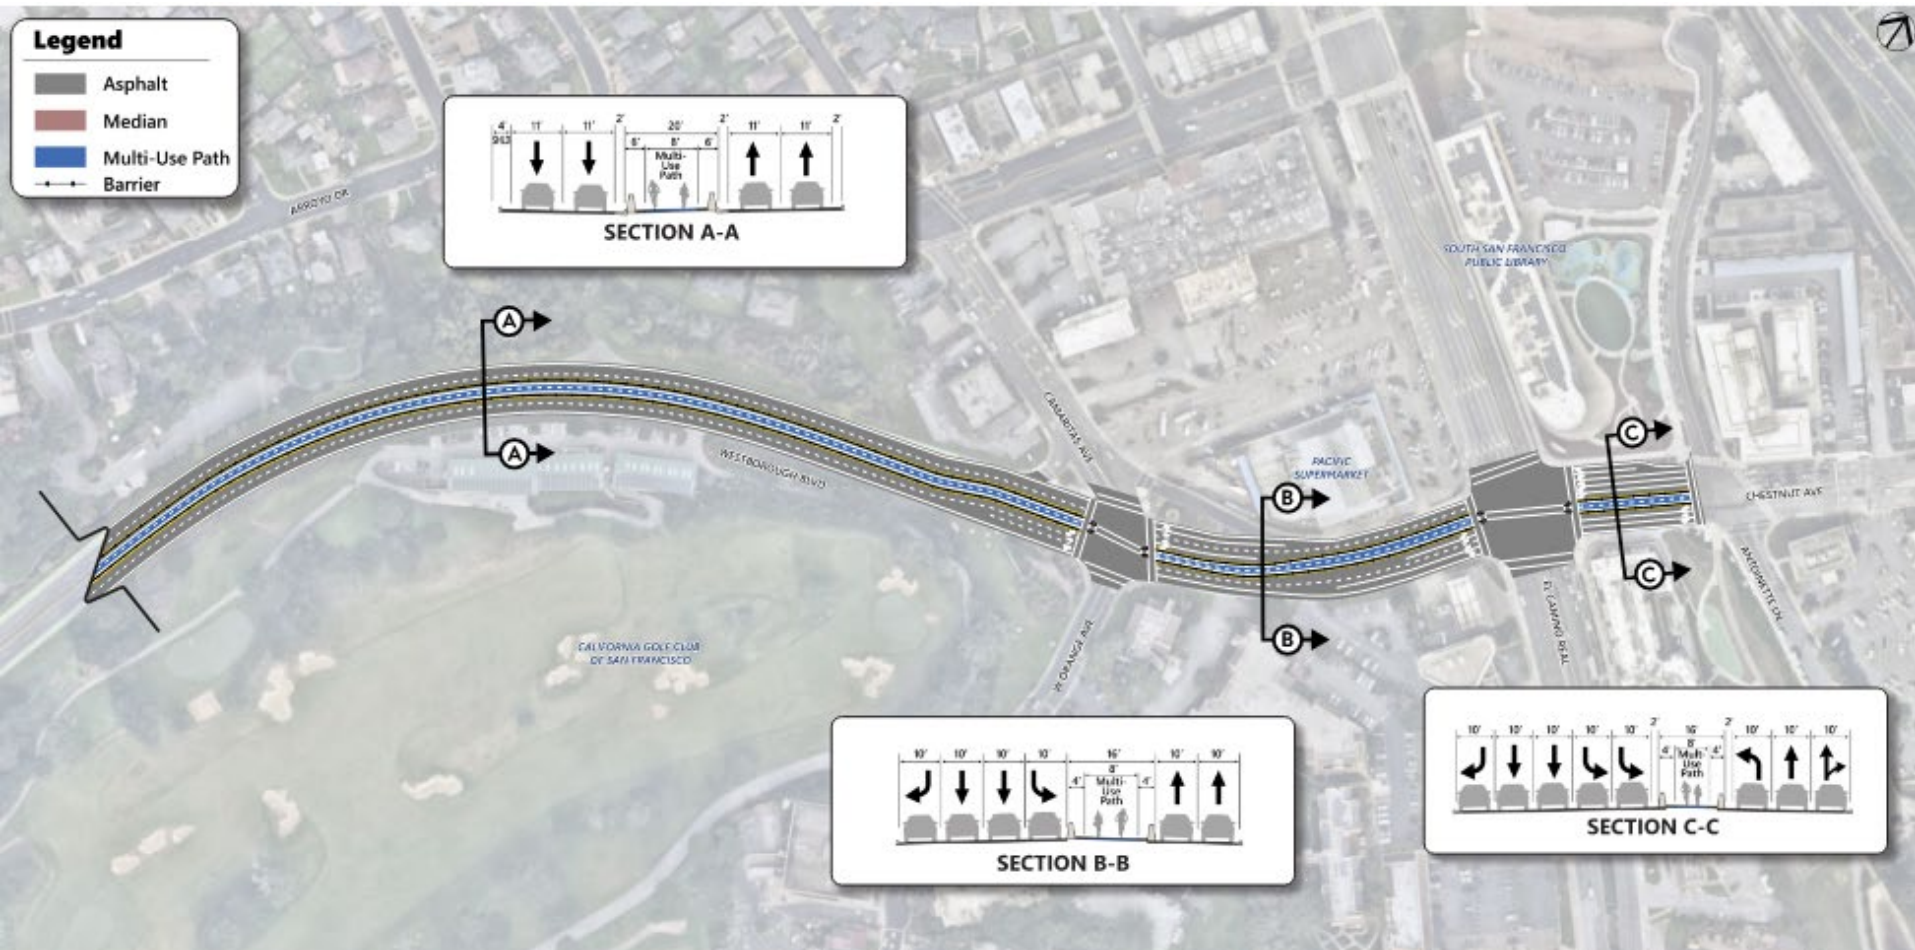 Legend
Asphalt
Median
Multi-Use Path
Barrier
4' 11' 11' 2' 20' 2' 11' 11' 2'
6' 8' 6'
Multi-
Use
Path
SECTION A-A
ARROYO DR
A
A
WESTBOROUGH BLVD
CAMARITAS AVE
W ORANGE AVE
CALIFORNIA GOLF CLUB
OF SAN FRANCISCO
SOUTH SAN FRANCISCO
PUBLIC LIBRARY
PACIFIC
SUPERMARKET
B
B
C
C
CHESTNUT AVE
ANTOINETTE LN
EL CAMINO REAL
10' 10' 10' 10' 16' 10' 10'
8'
4' 4'
Multi-
Use
Path
SECTION B-B
10' 10' 10' 10' 10' 2' 16' 2' 10' 10' 10'
8'
4' 4'
Multi-
Use
Path
SECTION C-C